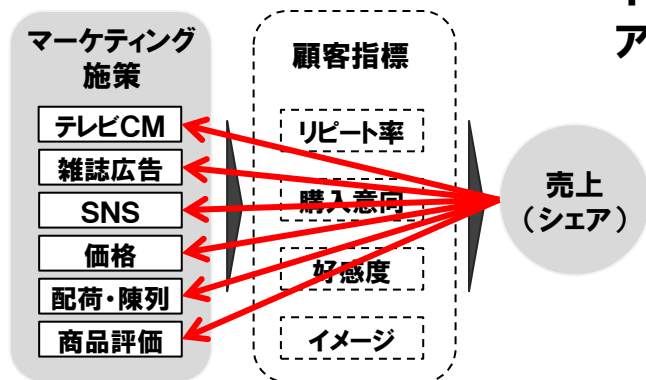 マーケティング
施策
テレビCM
雑誌広告
SNS
価格
配荷・陳列
商品評価
顧客指標
リピート率
購入意向
好感度
イメージ
売上
（シェア）
ア